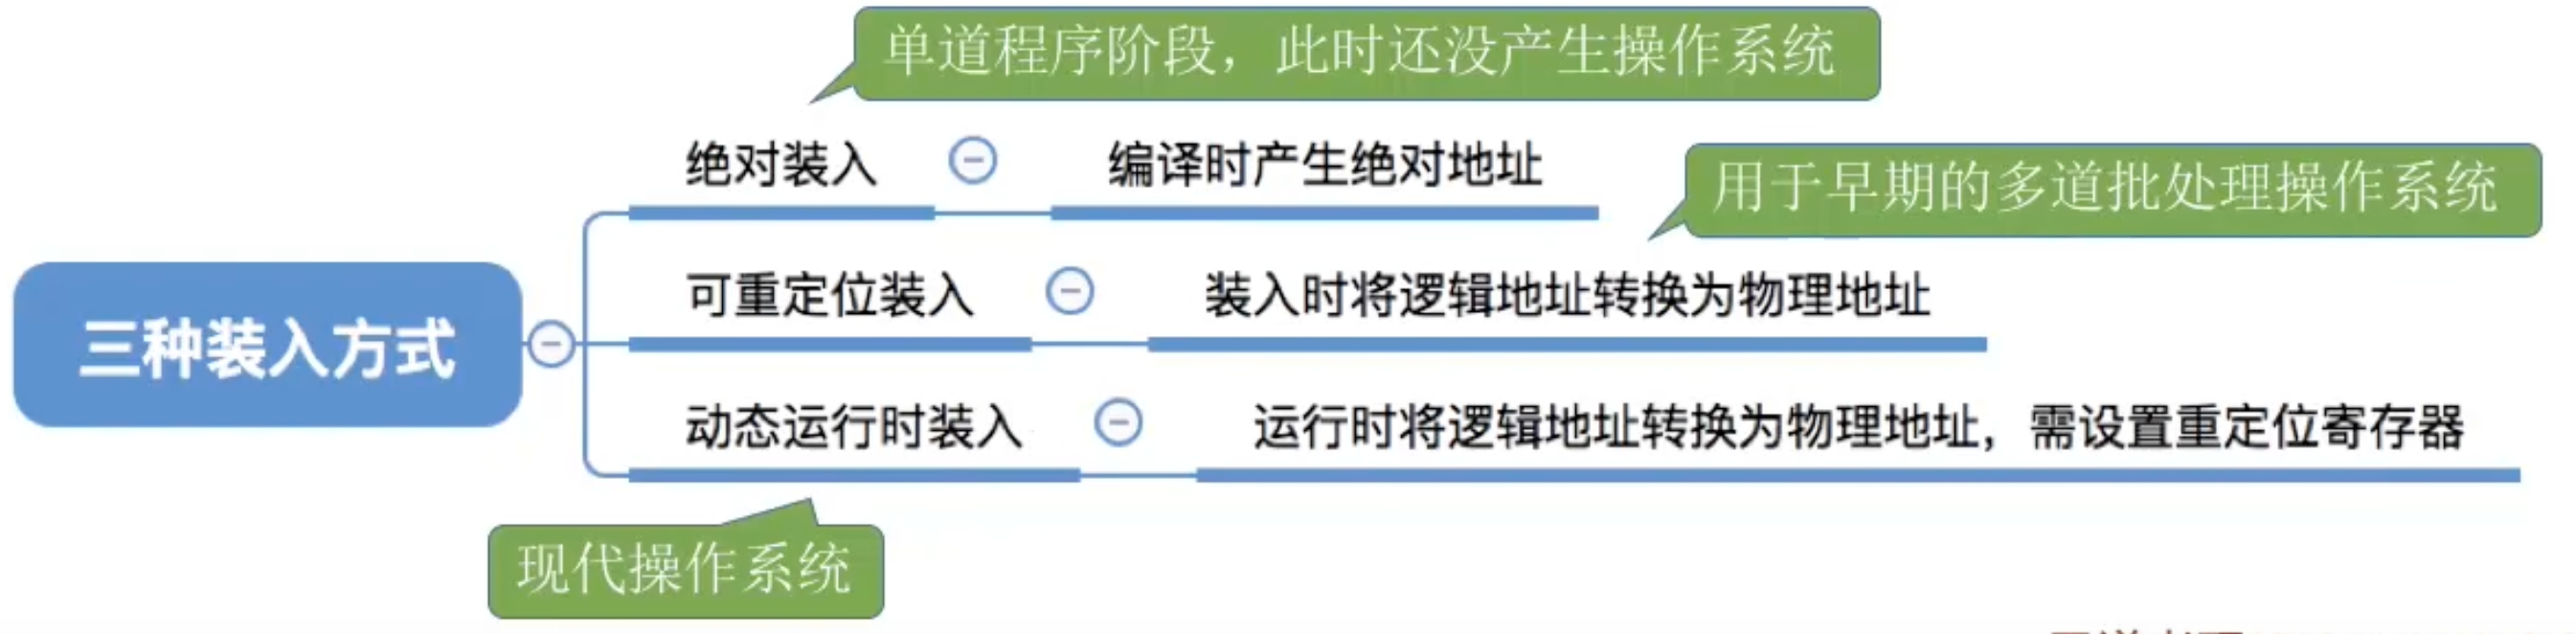 单道程序阶段，此时还没产生操作系统
绝对装入
编译时产生绝对地址
用于早期的多道批处理操作系统
可重定位装入
装入时将逻辑地址转换为物理地址
三种装入方式
动态运行时装入
运行时将逻辑地址转换为物理地址，需设置重定位寄存器
现代操作系统